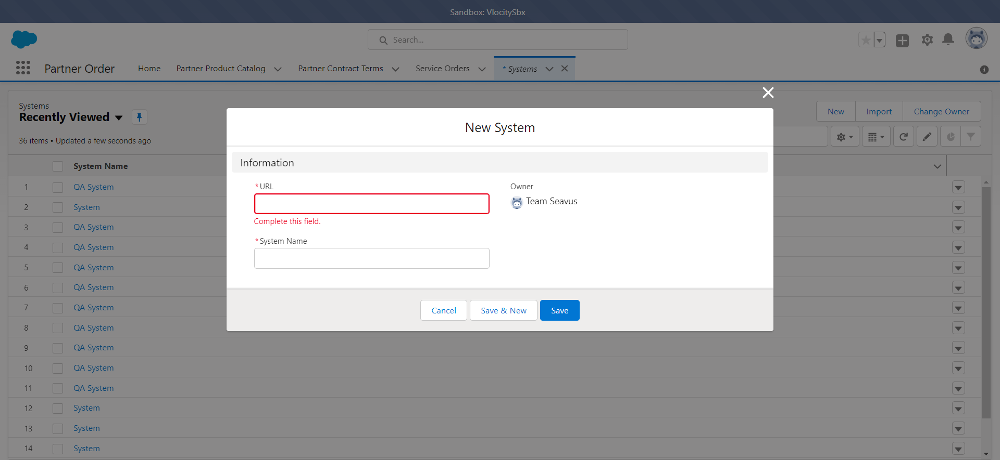 Sandbox: VlocitySbx
Search...
Partner Order
Home
Partner Product Catalog
Partner Contract Terms
Service Orders
* Systems
Systems
Recently Viewed
New
Import
Change Owner
36 items • Updated a few seconds ago
System Name
1 QA System
2 System
3 QA System
4 QA System
5 QA System
6 QA System
7 QA System
8 QA System
9 QA System
10 QA System
11 QA System
12 System
13 System
14 System
New System
Information
*URL
Complete this field.
*System Name
Owner
Team Seavus
Cancel
Save & New
Save